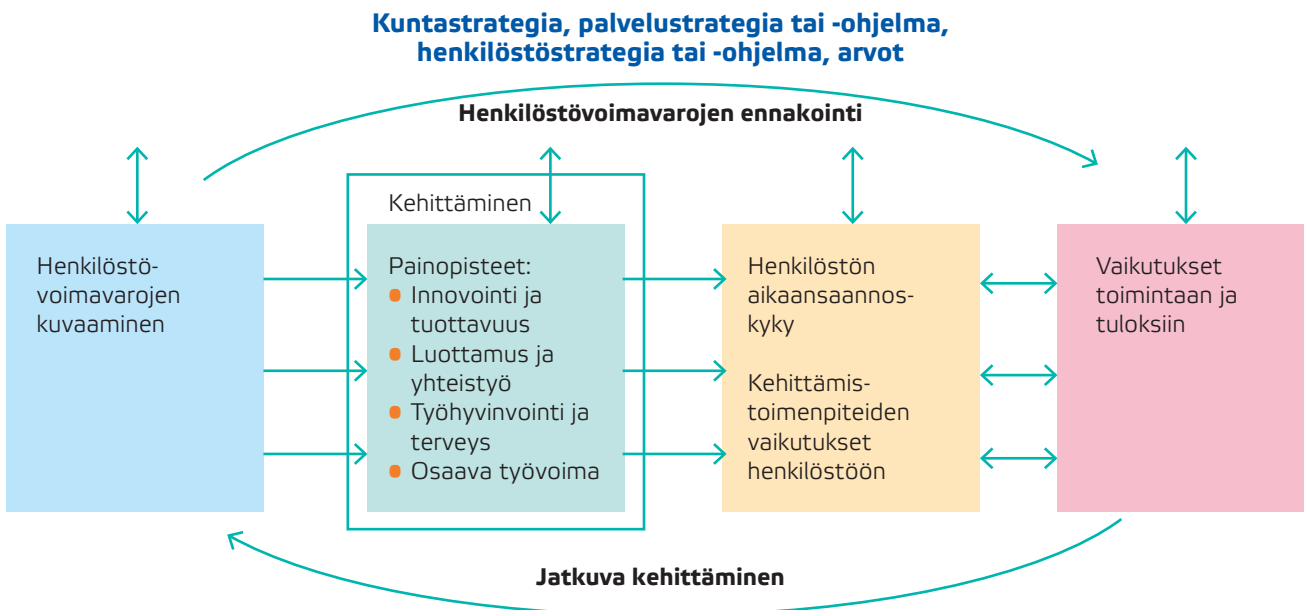 Kuntastrategia, palvelustrategia tai -ohjelma,
henkilöstöstrategia tai -ohjelma, arvot
Henkilöstövoimavarojen ennakointi
Henkilöstö-
voimavarojen
kuvaaminen
Kehittäminen
Painopisteet:
Innovointi ja
tuottavuus
Luottamus ja
yhteistyö
Työhyvinvointi ja
terveys
Osaava työvoima
Henkilöstön
aikaansaannos-
kyky
Kehittämis-
toimenpiteiden
vaikutukset
henkilöstöön
Vaikutukset
toimintaan ja
tuloksiin
Jatkuva kehittäminen